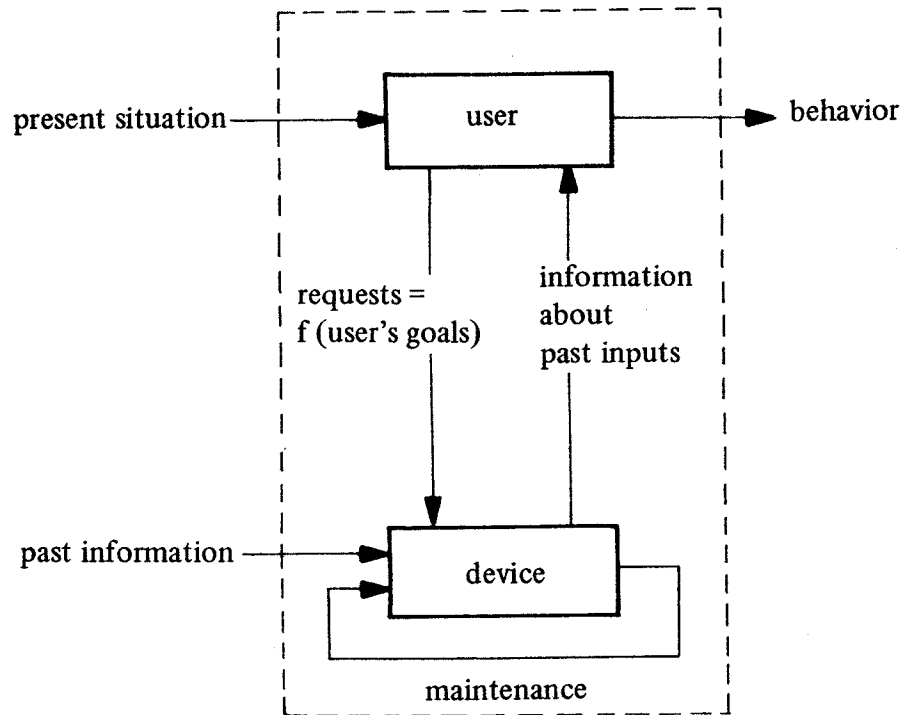 user
present situation
behavior
requests =
f (user's goals)
information
about
past inputs
past information
device
maintenance